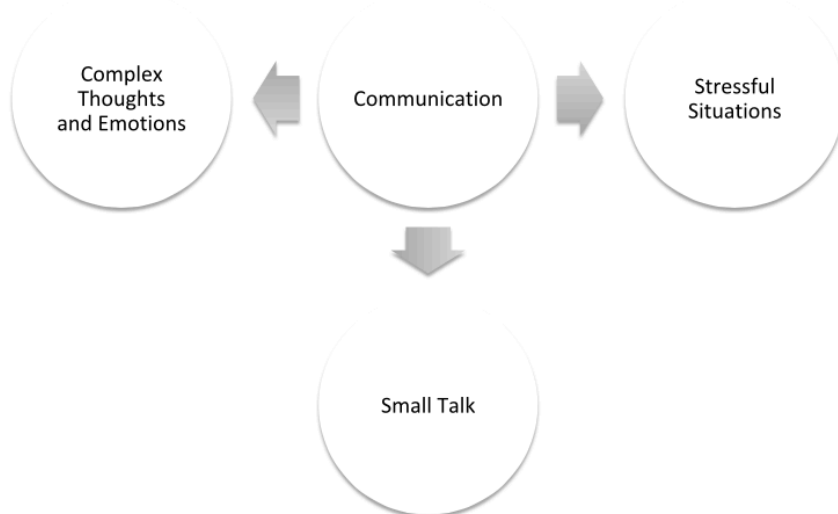 Complex
Thoughts
and Emotions
Communication
Stressful
Situations
Small Talk